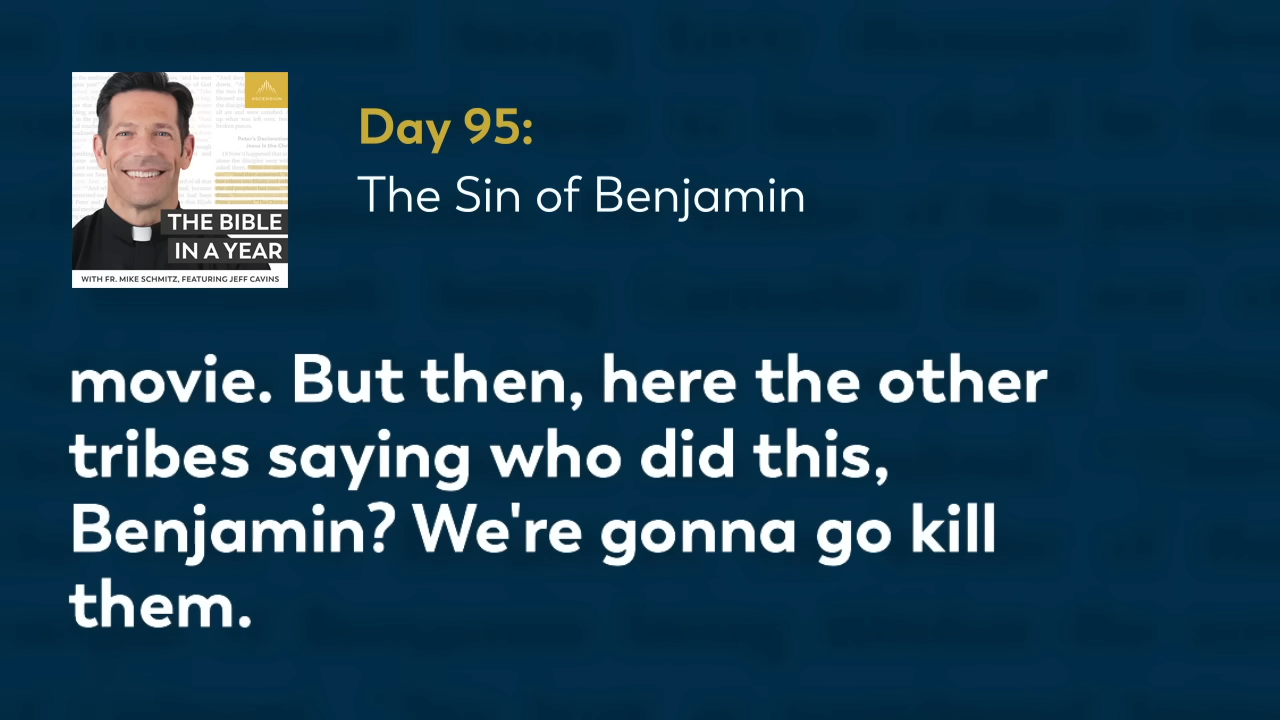 ASCENSION
THE BIBLE
IN A YEAR
WITH FR. MIKE SCHMITZ, FEATURING JEFF CAVINS
Day 95:
The Sin of Benjamin
movie. But then, here the other
tribes saying who did this,
Benjamin? We're gonna go kill
them.